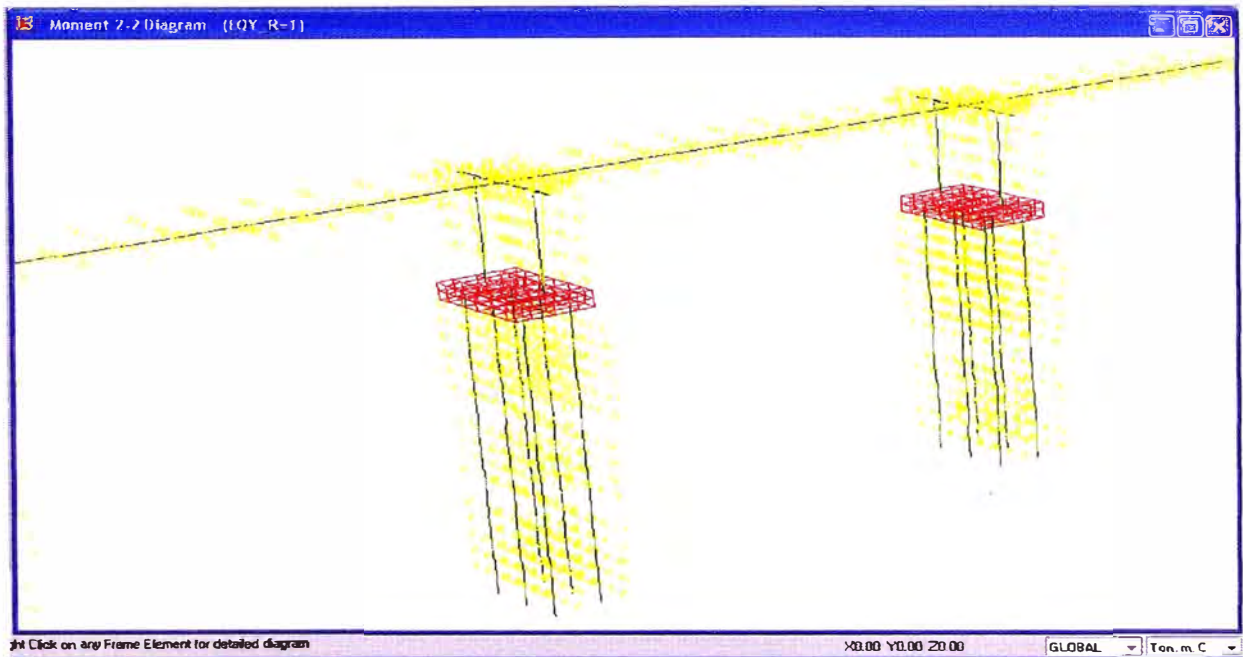 Moment 2-2 Diagram (EQY_R-1)
ght Click on any Frame Element for detailed diagram
X0.00 Y0.00 Z0.00
GLOBAL
Ton, m, C